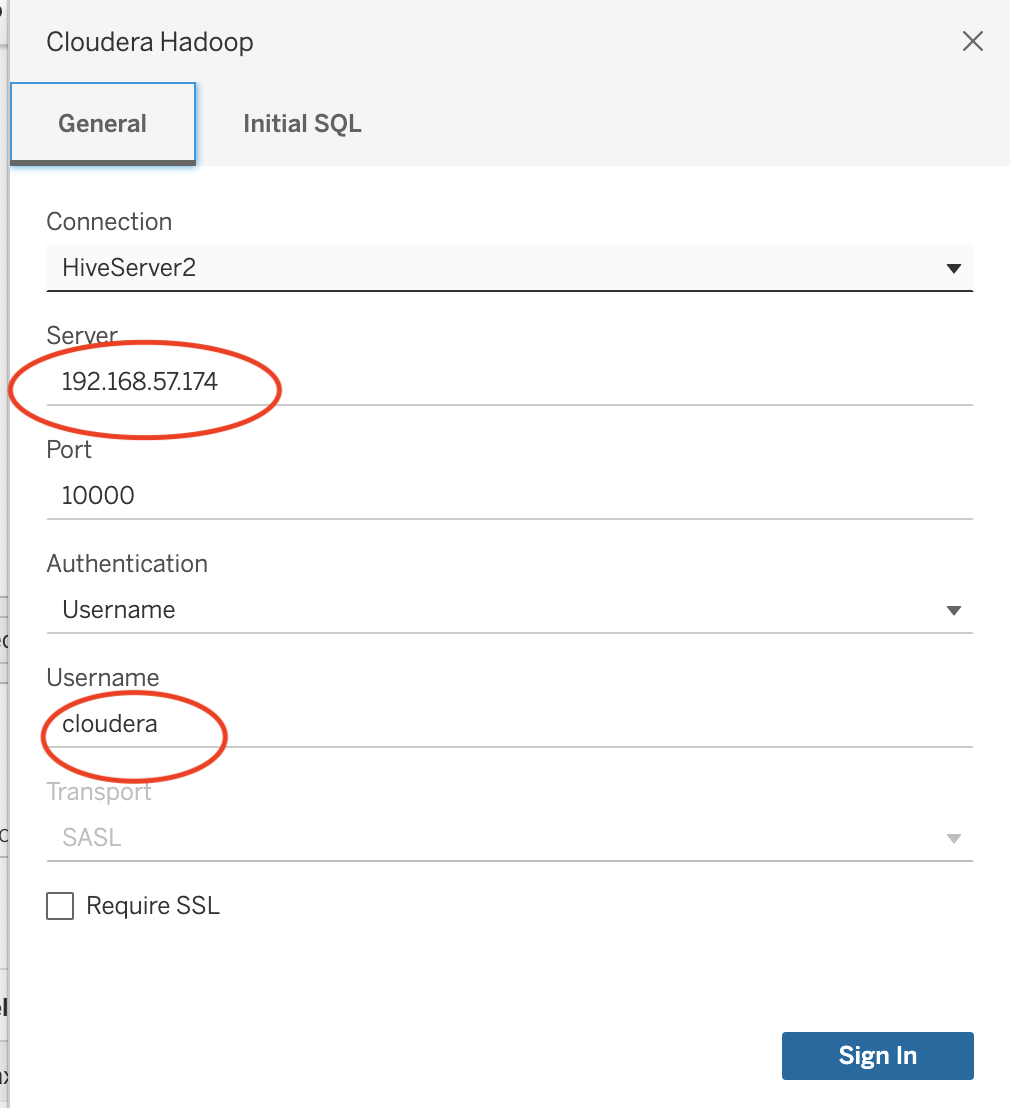 Cloudera Hadoop
General
Initial SQL
Connection
HiveServer2
Server
192.168.57.174
Port
10000
Authentication
Username
Username
cloudera
Transport
SASL
Require SSL
Sign In